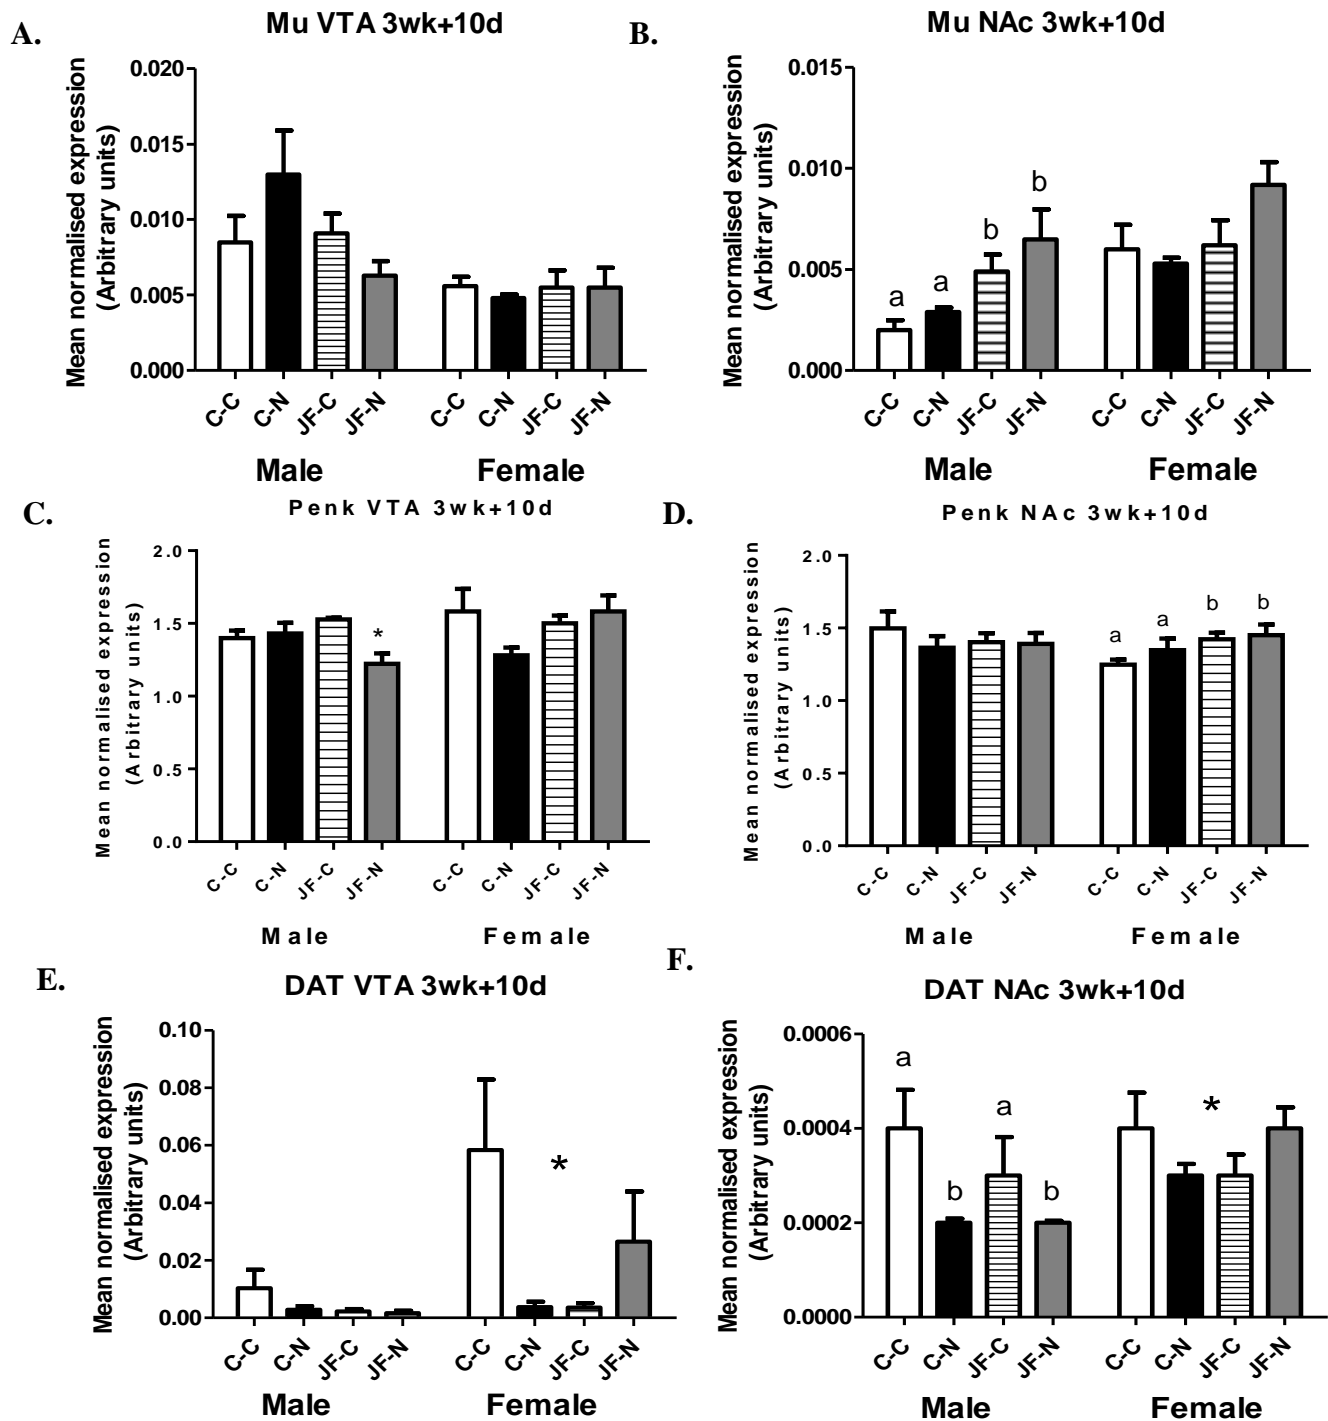 A.
Mu VTA 3wk+10d
Mean normalised expression
(Arbitrary units)
0.020
0.015
0.010
0.005
0.000
C-C
C-N
JF-C
JF-N
C-C
C-N
JF-C
JF-N
Male
Female
B.
Mu NAc 3wk+10d
Mean normalised expression
(Arbitrary units)
0.015
0.010
0.005
0.000
a
a
b
b
C-C
C-N
JF-C
JF-N
C-C
C-N
JF-C
JF-N
Male
Female
C.
Penk VTA 3wk+10d
Mean normalised expression
(Arbitrary units)
2.0
1.5
1.0
0.5
0.0
*
C-C
C-N
JF-C
JF-N
C-C
C-N
JF-C
JF-N
Male
Female
D.
Penk NAc 3wk+10d
Mean normalised expression
(Arbitrary units)
2.0
1.5
1.0
0.5
0.0
a
a
b
b
C-C
C-N
JF-C
JF-N
C-C
C-N
JF-C
JF-N
Male
Female
E.
DAT VTA 3wk+10d
Mean normalised expression
(Arbitrary units)
0.10
0.08
0.06
0.04
0.02
0.00
*
C-C
C-N
JF-C
JF-N
C-C
C-N
JF-C
JF-N
Male
Female
F.
DAT NAc 3wk+10d
Mean normalised expression
(Arbitrary units)
0.0006
0.0004
0.0002
0.0000
a
b
a
b
*
C-C
C-N
JF-C
JF-N
C-C
C-N
JF-C
JF-N
Male
Female